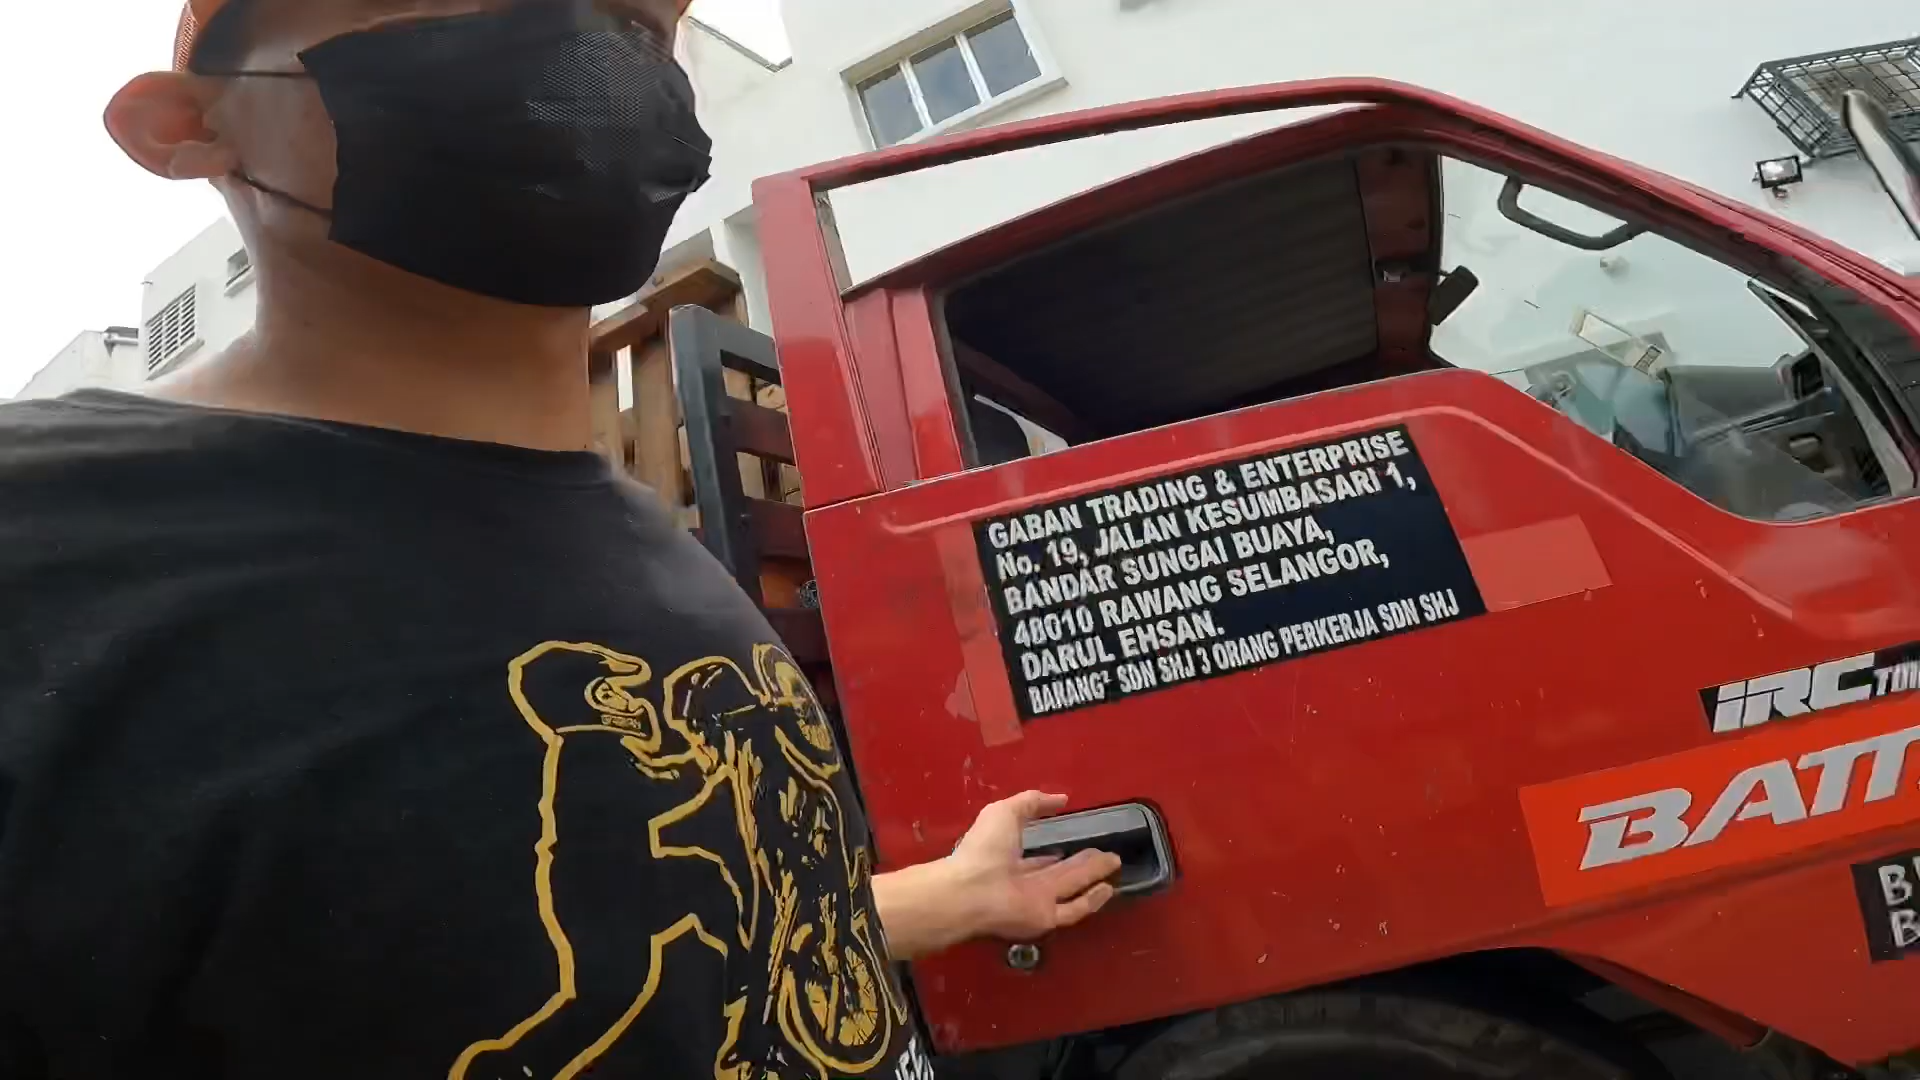 GABAN TRADING & ENTERPRISE
No. 19, JALAN KESUMBASARI 1,
BANDAR SUNGAI BUAYA,
48010 RAWANG SELANGOR,
DARUL EHSAN.
BARANG² SDN SHJ 3 ORANG PERKERJA SDN SHJ
IRC